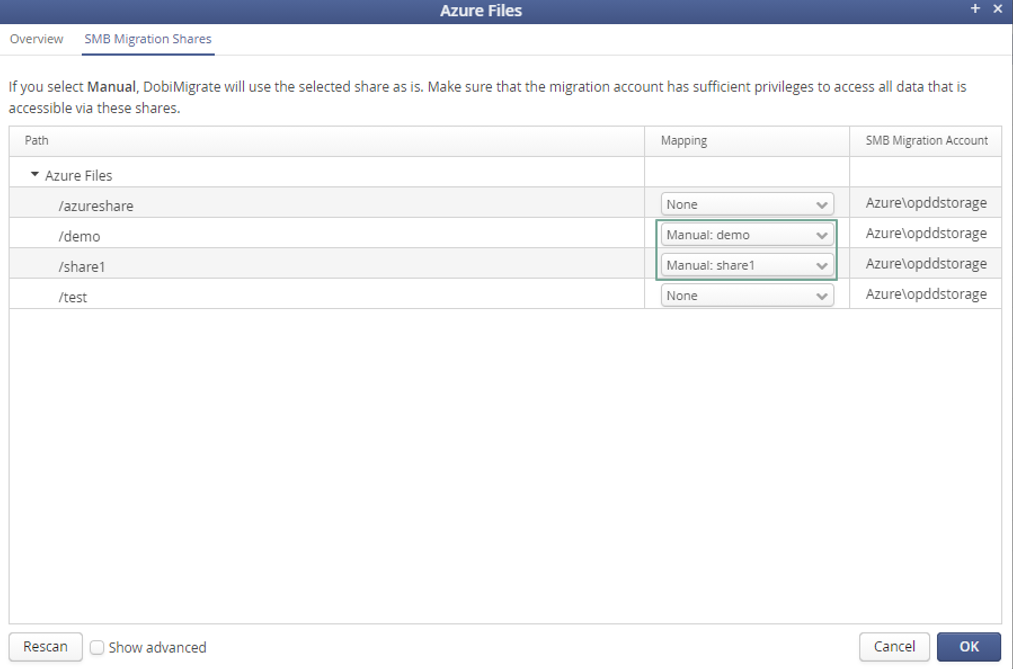 Azure Files
Overview SMB Migration Shares
If you select Manual, DobiMigrate will use the selected share as is. Make sure that the migration account has sufficient privileges to access all data that is
accessible via these shares.
Path Mapping SMB Migration Account
Azure Files
/azureshare None Azure\opddstorage
/demo Manual: demo Azure\opddstorage
/share1 Manual: share1 Azure\opddstorage
/test None Azure\opddstorage
Rescan Show advanced Cancel OK